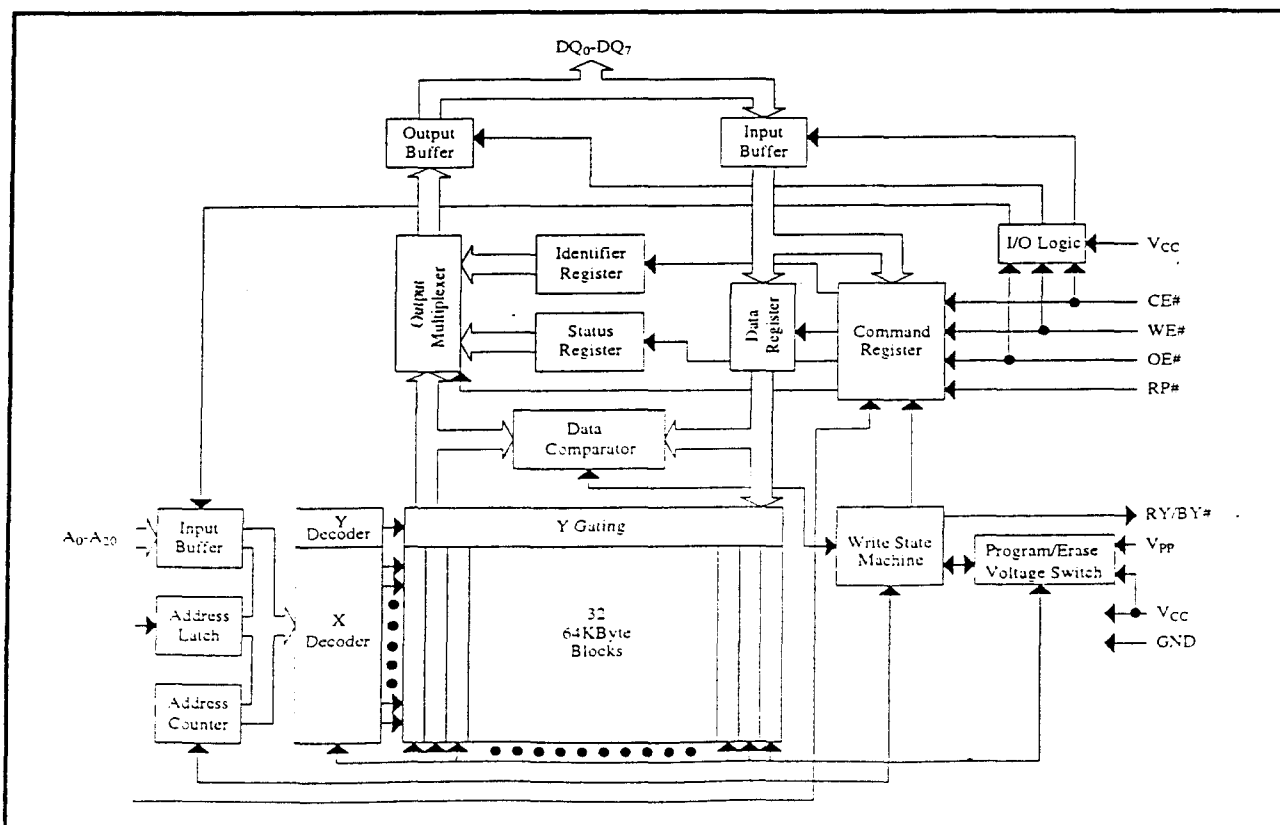 DQ0-DQ7
Output
Buffer
Input
Buffer
I/O Logic
VCC
Output
Multiplexer
Identifier
Register
Status
Register
Data
Register
Command
Register
CE#
WE#
OE#
RP#
Data
Comparator
A0-A20
Input
Buffer
Y
Decoder
Y Gating
Write State
Machine
RY/BY#
Program/Erase
Voltage Switch
VPP
VCC
GND
Address
Latch
X
Decoder
32
64KByte
Blocks
Address
Counter